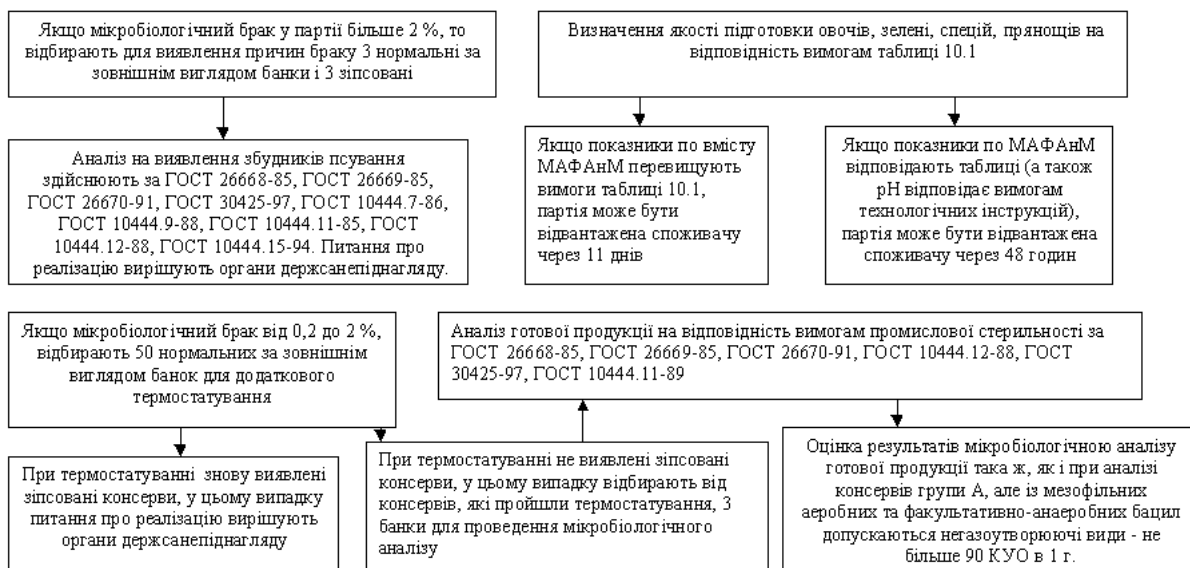 Якщо мікробіологічний брак у партії більше 2 %, то
відбирають для виявлення причин браку 3 нормальні за
зовнішнім виглядом банки і 3 зіпсовані
Визначення якості підготовки овочів, зелені, спецій, прянощів на
відповідність вимогам таблиці 10.1
Аналіз на виявлення збудників псування
здійснюють за ГОСТ 26668-85, ГОСТ 26669-85,
ГОСТ 26670-91, ГОСТ 30425-97, ГОСТ 10444.7-86,
ГОСТ 10444.9-88, ГОСТ 10444.11-85, ГОСТ
10444.12-88, ГОСТ 10444.15-94. Питання про
реалізацію вирішують органи держсанепіднагляду.
Якщо показники по вмісту
МАФАнМ перевищують
вимоги таблиці 10.1,
партія може бути
відвантажена споживачу
через 11 днів
Якщо показники по МАФАнМ
відповідають таблиці (а також
рН відповідає вимогам
технологічних інструкцій),
партія може бути відвантажена
споживачу через 48 годин
Якщо мікробіологічний брак від 0,2 до 2 %,
відбирають 50 нормальних за зовнішнім
виглядом банок для додаткового
термостатування
Аналіз готової продукції на відповідність вимогам промислової стерильності за
ГОСТ 26668-85, ГОСТ 26669-85, ГОСТ 26670-91, ГОСТ 10444.12-88, ГОСТ
30425-97, ГОСТ 10444.11-89
При термостатуванні знову виявлені
зіпсовані консерви, у цьому випадку
питання про реалізацію вирішують
органи держсанепіднагляду
При термостатуванні не виявлені зіпсовані
консерви, у цьому випадку відбирають від
консервів, які пройшли термостатування, 3
банки для проведення мікробіологічного
аналізу
Оцінка результатів мікробіологічною аналізу
готової продукції така ж, як і при аналізі
консервів групи А, але із мезофільних
аеробних та факультативно-анаеробних бацил
допускаються негазоутворюючі види - не
більше 90 КУО в 1 г.